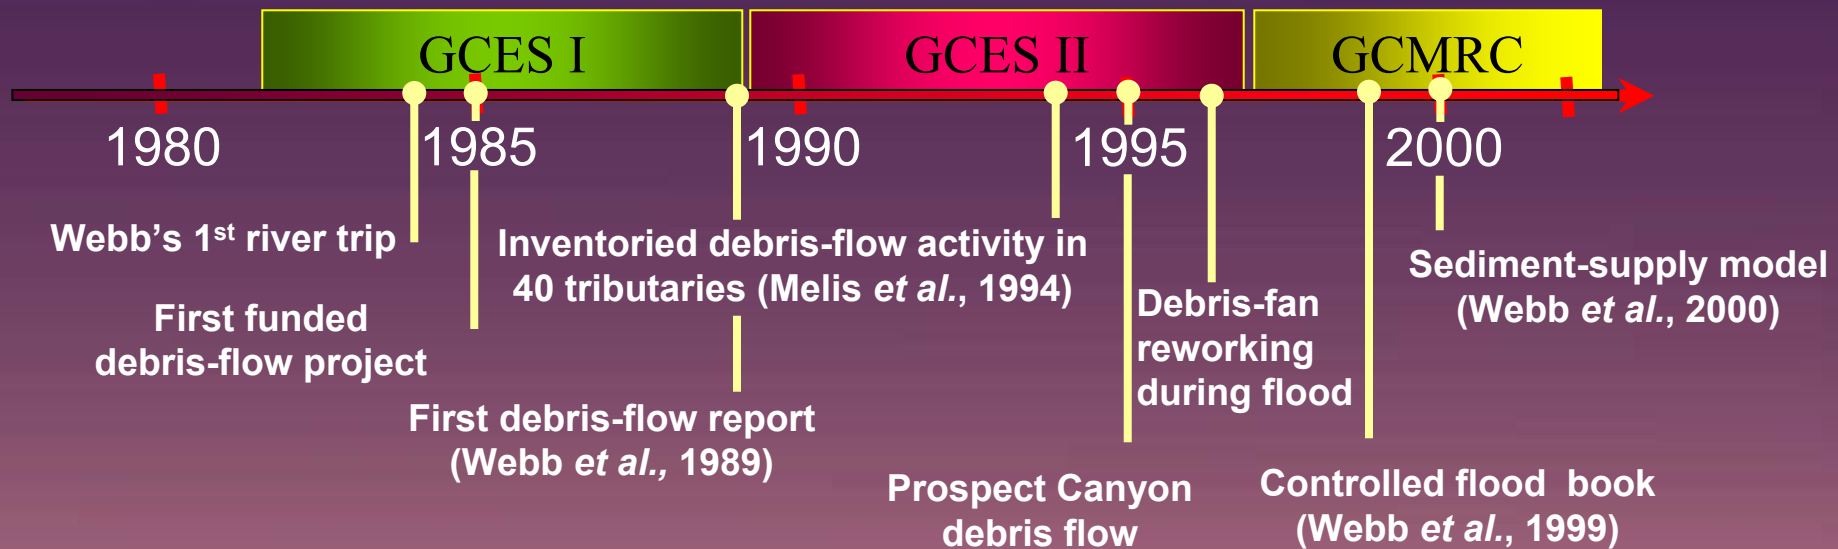 GCES I
GCES II
GCMRC
1980
1985
1990
1995
2000
Webb’s 1st river trip
First funded
debris-flow project
Inventoried debris-flow activity in
40 tributaries (Melis et al., 1994)
First debris-flow report
(Webb et al., 1989)
Debris-fan
reworking
during flood
Prospect Canyon
debris flow
Sediment-supply model
(Webb et al., 2000)
Controlled flood  book
(Webb et al., 1999)